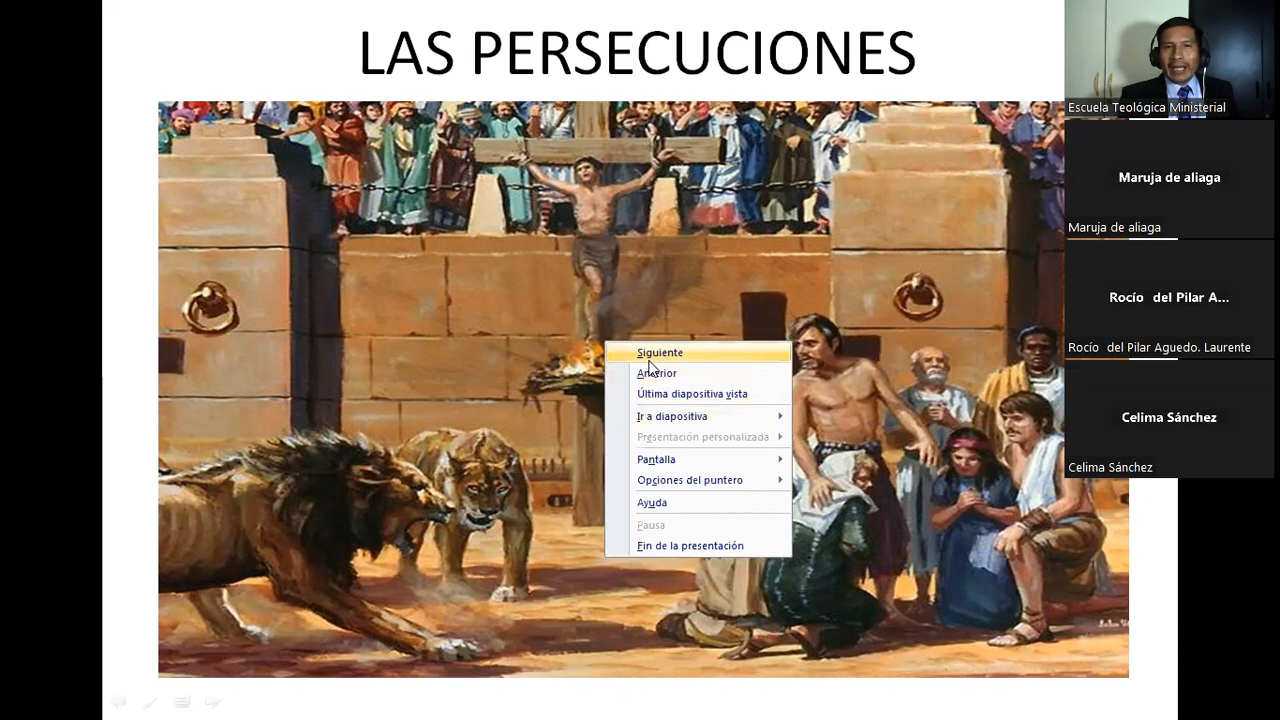 LAS PERSECUCIONES
Escuela Teológica Ministerial
Maruja de aliaga
Maruja de aliaga
Rocío del Pilar A...
Rocío del Pilar Aguedo. Laurente
Celima Sánchez
Celima Sánchez
Siguiente
Anterior
Última diapositiva vista
Ir a diapositiva
Presentación personalizada
Pantalla
Opciones del puntero
Ayuda
Pausa
Fin de la presentación